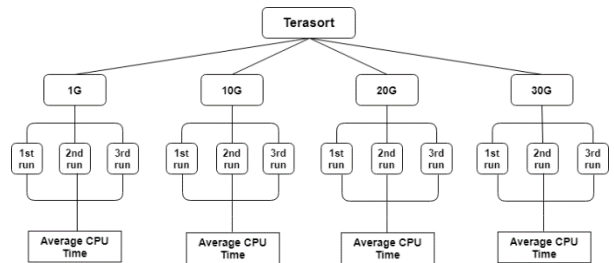 Terasort
1G
10G
20G
30G
1st
run
2nd
run
3rd
run
1st
run
2nd
run
3rd
run
1st
run
2nd
run
3rd
run
1st
run
2nd
run
3rd
run
Average CPU
Time
Average CPU
Time
Average CPU
Time
Average CPU
Time